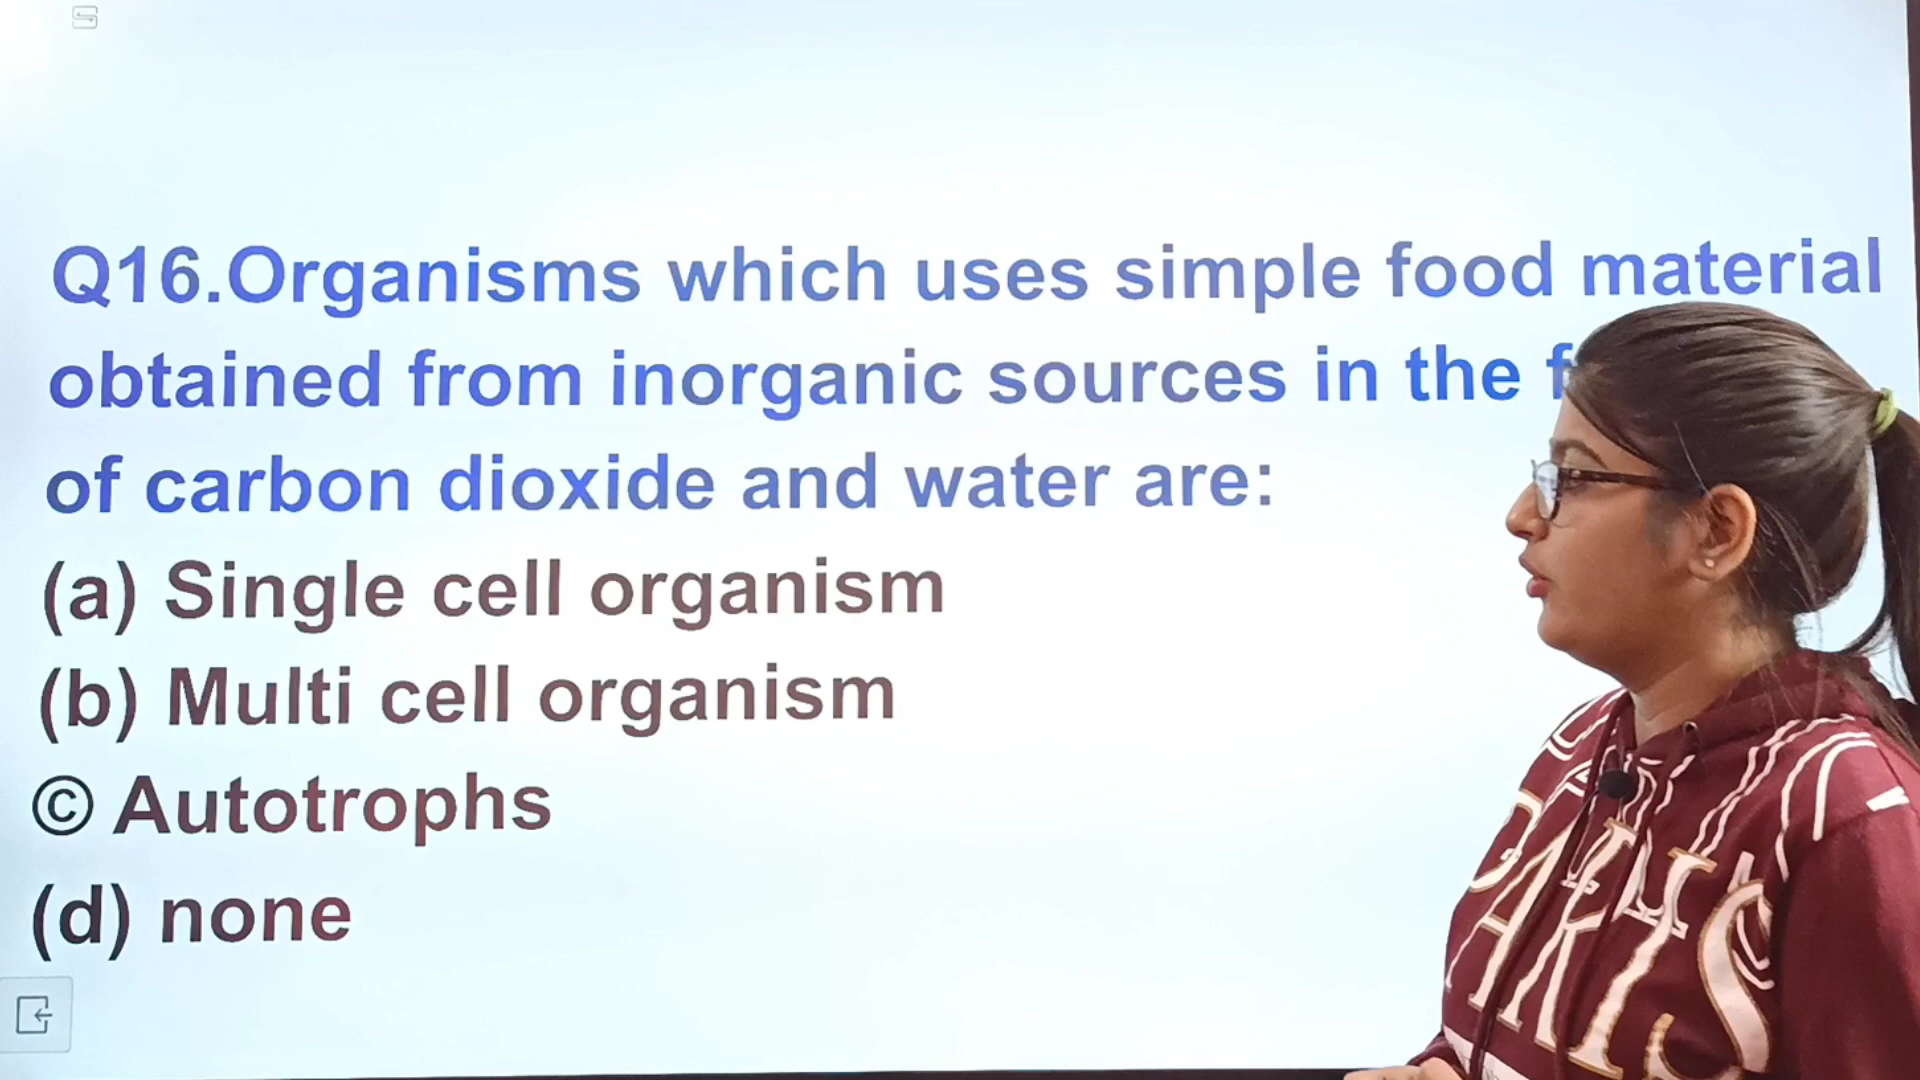 Q16.Organisms which uses simple food material
obtained from inorganic sources in the
of carbon dioxide and water are:
(a) Single cell organism
(b) Multi cell organism
© Autotrophs
(d) none
PARIS